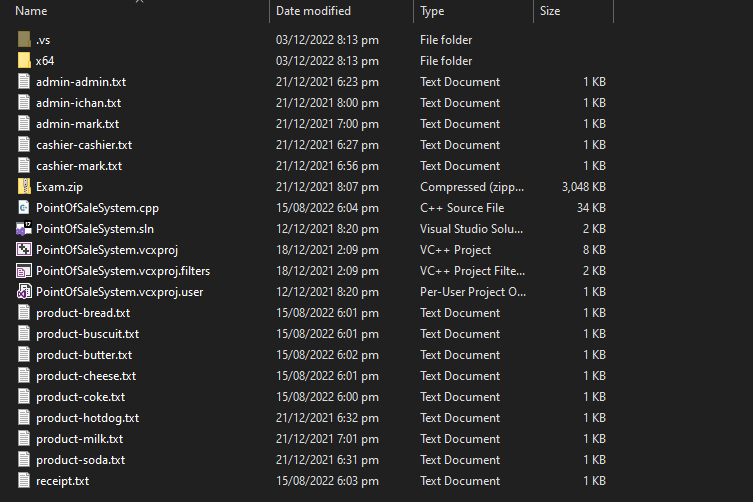 Name Date modified Type Size
.vs 03/12/2022 8:13 pm File folder
x64 03/12/2022 8:13 pm File folder
admin-admin.txt 21/12/2021 6:23 pm Text Document 1 KB
admin-ichan.txt 21/12/2021 8:00 pm Text Document 1 KB
admin-mark.txt 21/12/2021 7:00 pm Text Document 1 KB
cashier-cashier.txt 21/12/2021 6:27 pm Text Document 1 KB
cashier-mark.txt 21/12/2021 6:56 pm Text Document 1 KB
Exam.zip 21/12/2021 8:07 pm Compressed (zipp... 3,048 KB
PointOfSaleSystem.cpp 15/08/2022 6:04 pm C++ Source File 34 KB
PointOfSaleSystem.sln 12/12/2021 8:20 pm Visual Studio Solu... 2 KB
PointOfSaleSystem.vcxproj 18/12/2021 2:09 pm VC++ Project 8 KB
PointOfSaleSystem.vcxproj.filters 18/12/2021 2:09 pm VC++ Project Filte... 2 KB
PointOfSaleSystem.vcxproj.user 12/12/2021 8:20 pm Per-User Project O... 1 KB
product-bread.txt 15/08/2022 6:01 pm Text Document 1 KB
product-buscuit.txt 15/08/2022 6:01 pm Text Document 1 KB
product-butter.txt 15/08/2022 6:02 pm Text Document 1 KB
product-cheese.txt 15/08/2022 6:01 pm Text Document 1 KB
product-coke.txt 15/08/2022 6:00 pm Text Document 1 KB
product-hotdog.txt 21/12/2021 6:32 pm Text Document 1 KB
product-milk.txt 21/12/2021 7:01 pm Text Document 1 KB
product-soda.txt 21/12/2021 6:31 pm Text Document 1 KB
receipt.txt 15/08/2022 6:03 pm Text Document 1 KB